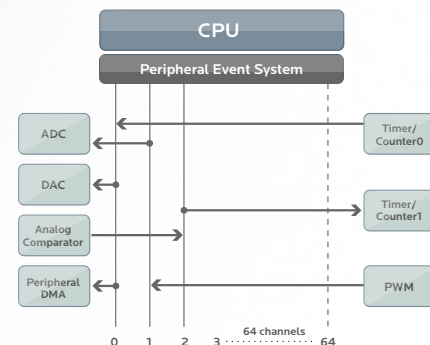 CPU
Peripheral Event System
ADC
Timer/
Counter0
DAC
Timer/
Counter1
Analog
Comparator
Peripheral
DMA
PWM
64 channels
0 1 2 3 ............ 64